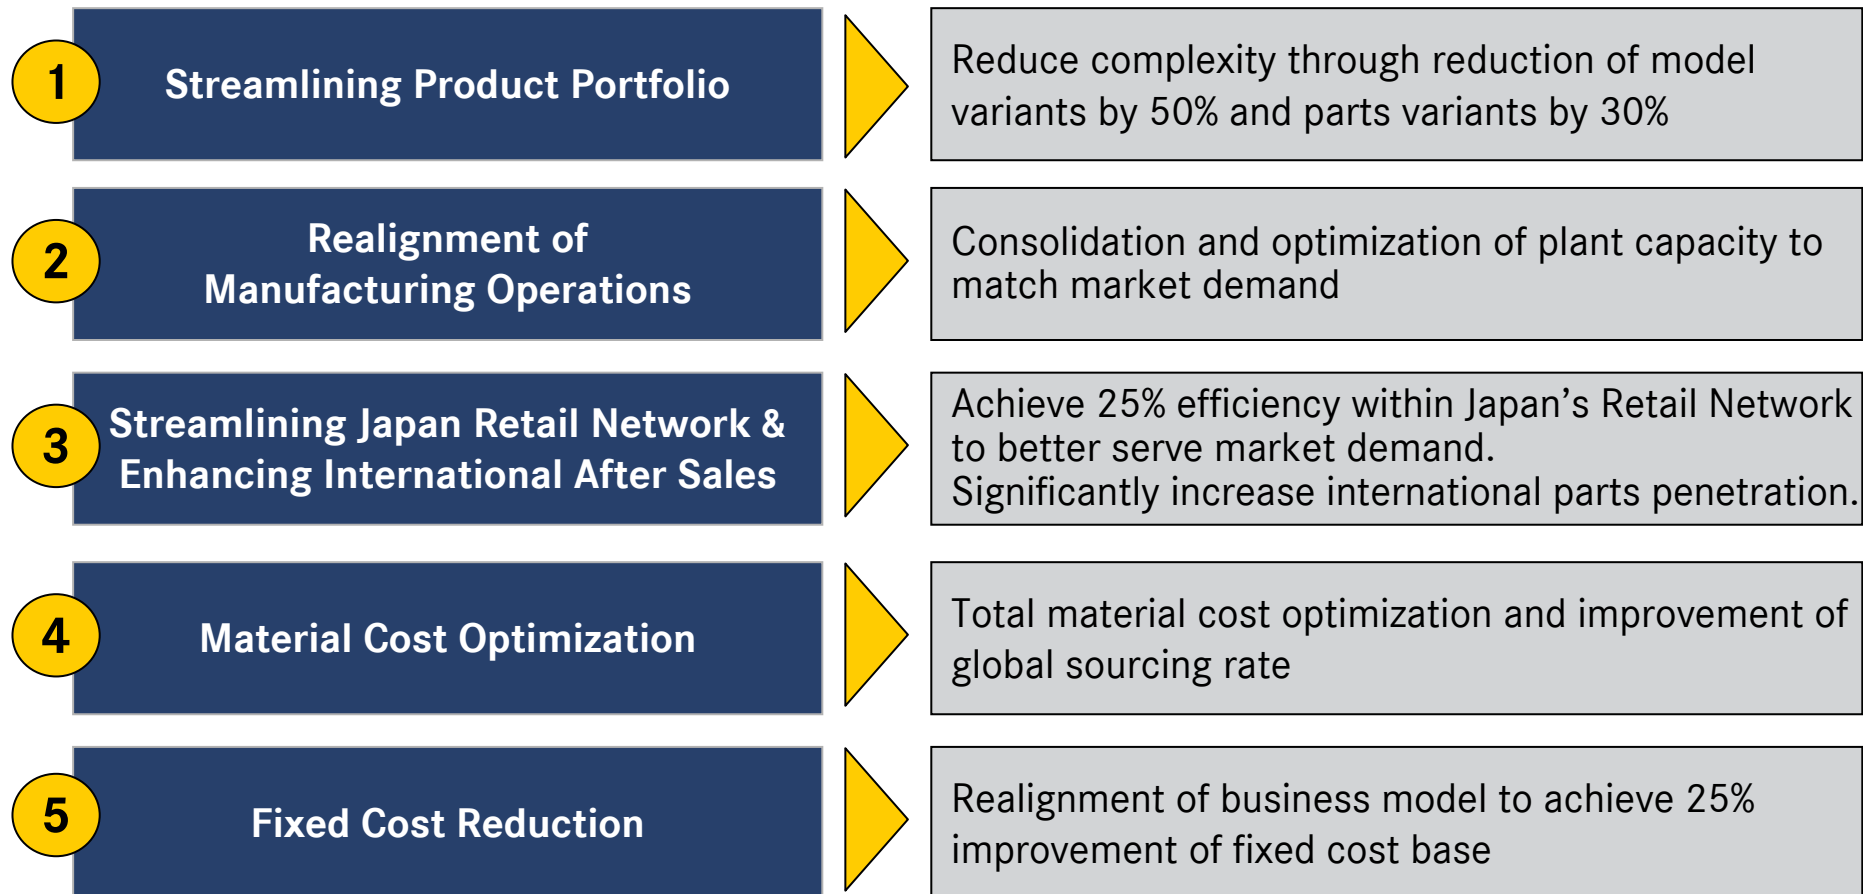 1
Streamlining Product Portfolio
Reduce complexity through reduction of model
variants by 50% and parts variants by 30%
2
Realignment of
Manufacturing Operations
Consolidation and optimization of plant capacity to
match market demand
3
Streamlining Japan Retail Network &
Enhancing International After Sales
Achieve 25% efficiency within Japan’s Retail Network
to better serve market demand.
Significantly increase international parts penetration.
4
Material Cost Optimization
Total material cost optimization and improvement of
global sourcing rate
5
Fixed Cost Reduction
Realignment of business model to achieve 25%
improvement of fixed cost base